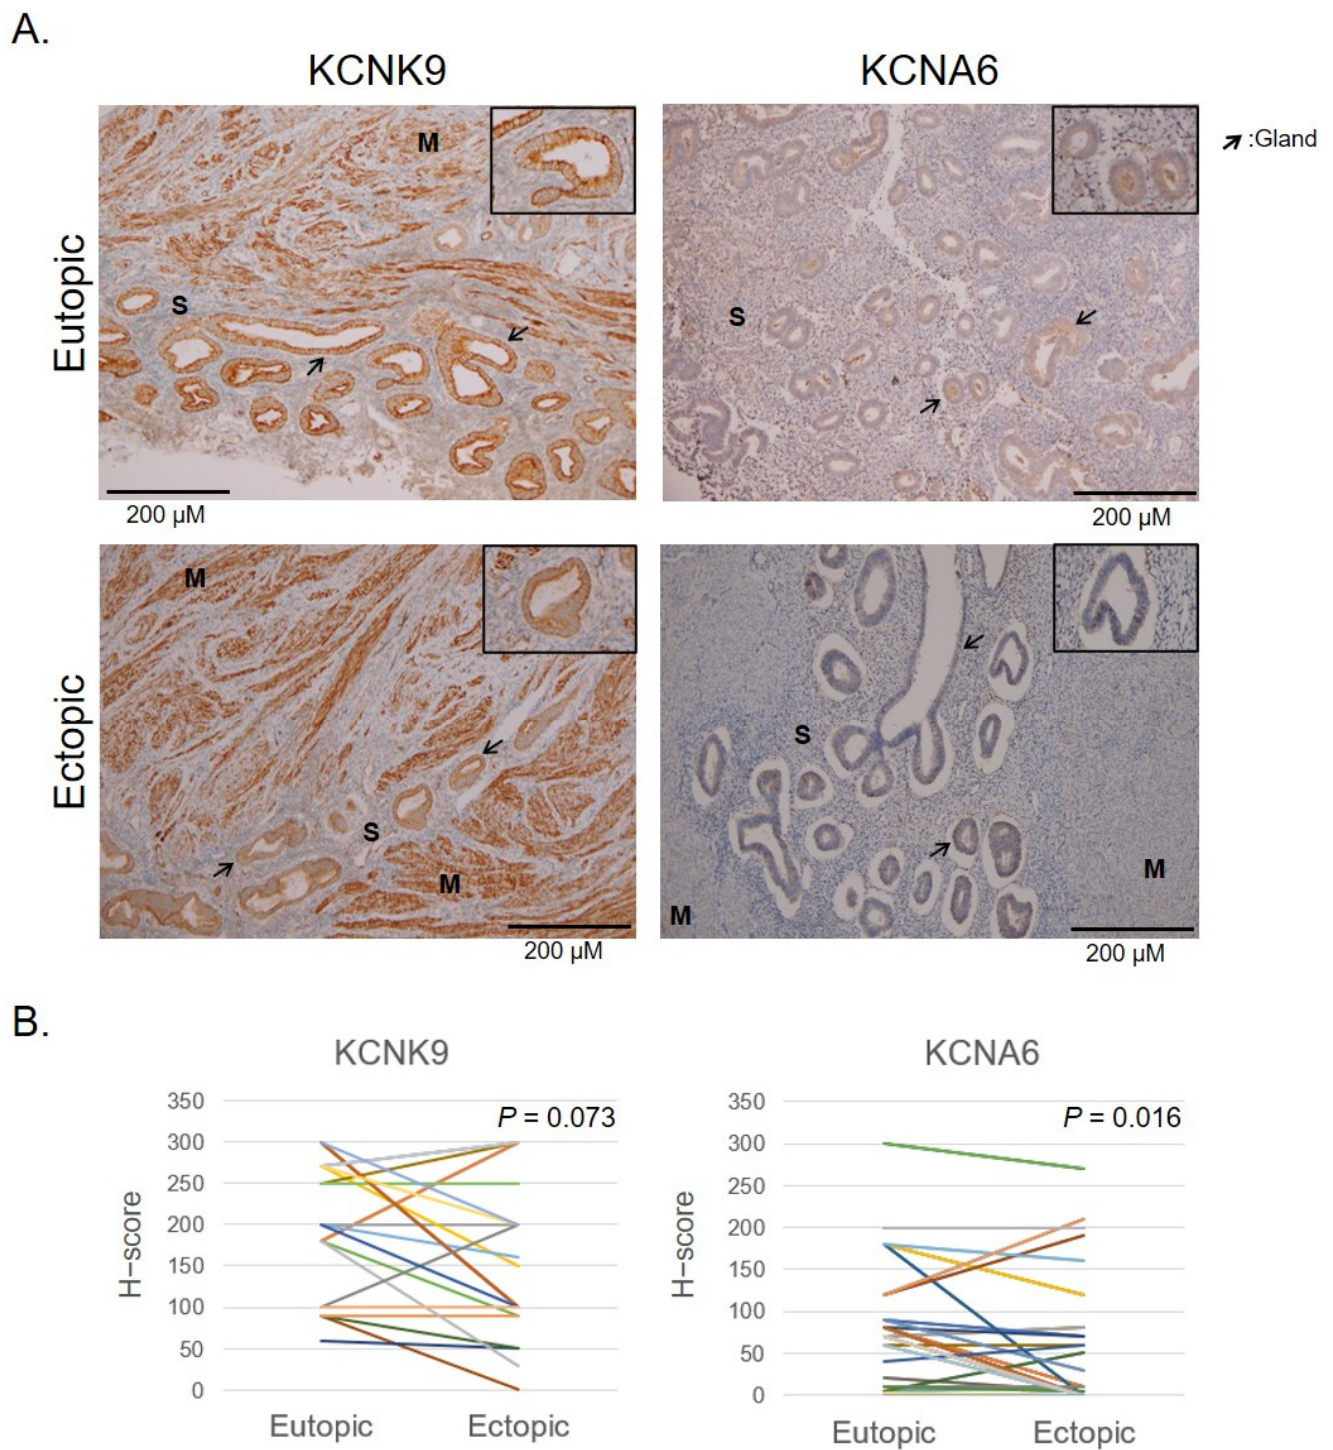 A.
KCNK9
KCNA6
M
:Gland
Eutopic
S
S
200 µM
200 µM
M
Ectopic
S
S
M
M
M
200 µM
200 µM
B.
KCNK9
KCNA6
350
P = 0.073
300
250
200
150
100
50
0
H-score
Eutopic
Ectopic
350
P = 0.016
300
250
200
150
100
50
0
H-score
Eutopic
Ectopic